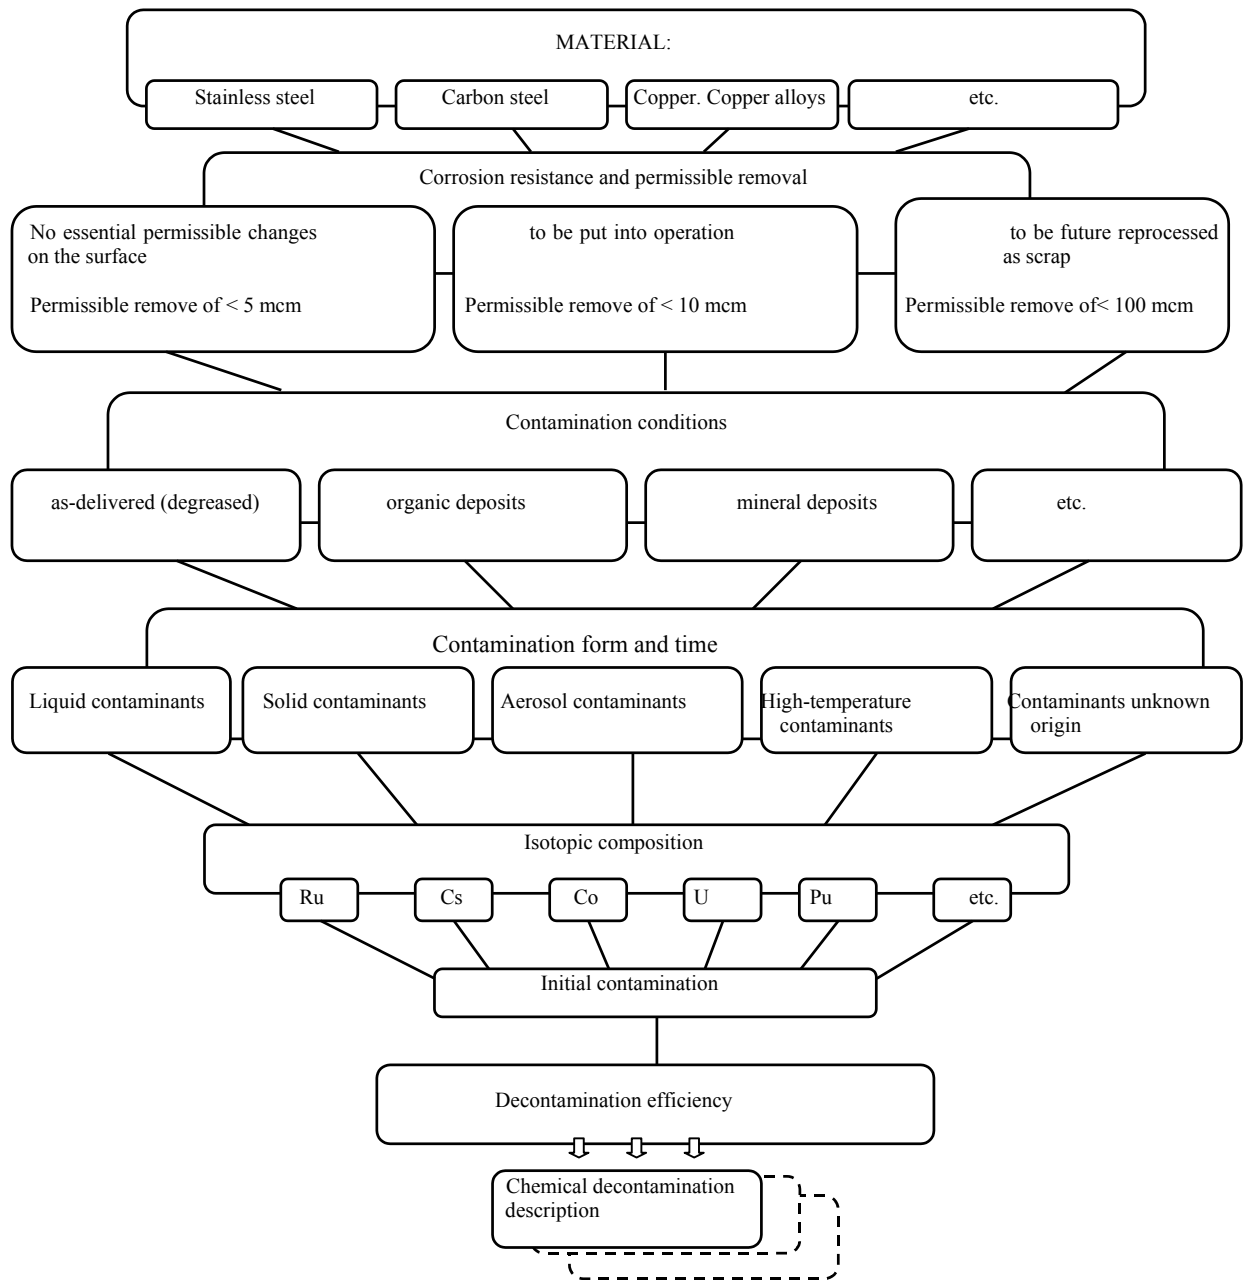 MATERIAL:
Stainless steel
Carbon steel
Copper. Copper alloys
etc.
Corrosion resistance and permissible removal
No essential permissible changes
on the surface
Permissible remove of < 5 mcm
to be put into operation
Permissible remove of < 10 mcm
to be future reprocessed
as scrap
Permissible remove of< 100 mcm
Contamination conditions
as-delivered (degreased)
organic deposits
mineral deposits
etc.
Contamination form and time
Liquid contaminants
Solid contaminants
Aerosol contaminants
High-temperature
contaminants
Contaminants unknown
origin
Isotopic composition
Ru
Cs
Co
U
Pu
etc.
Initial contamination
Decontamination efficiency
Chemical decontamination
description